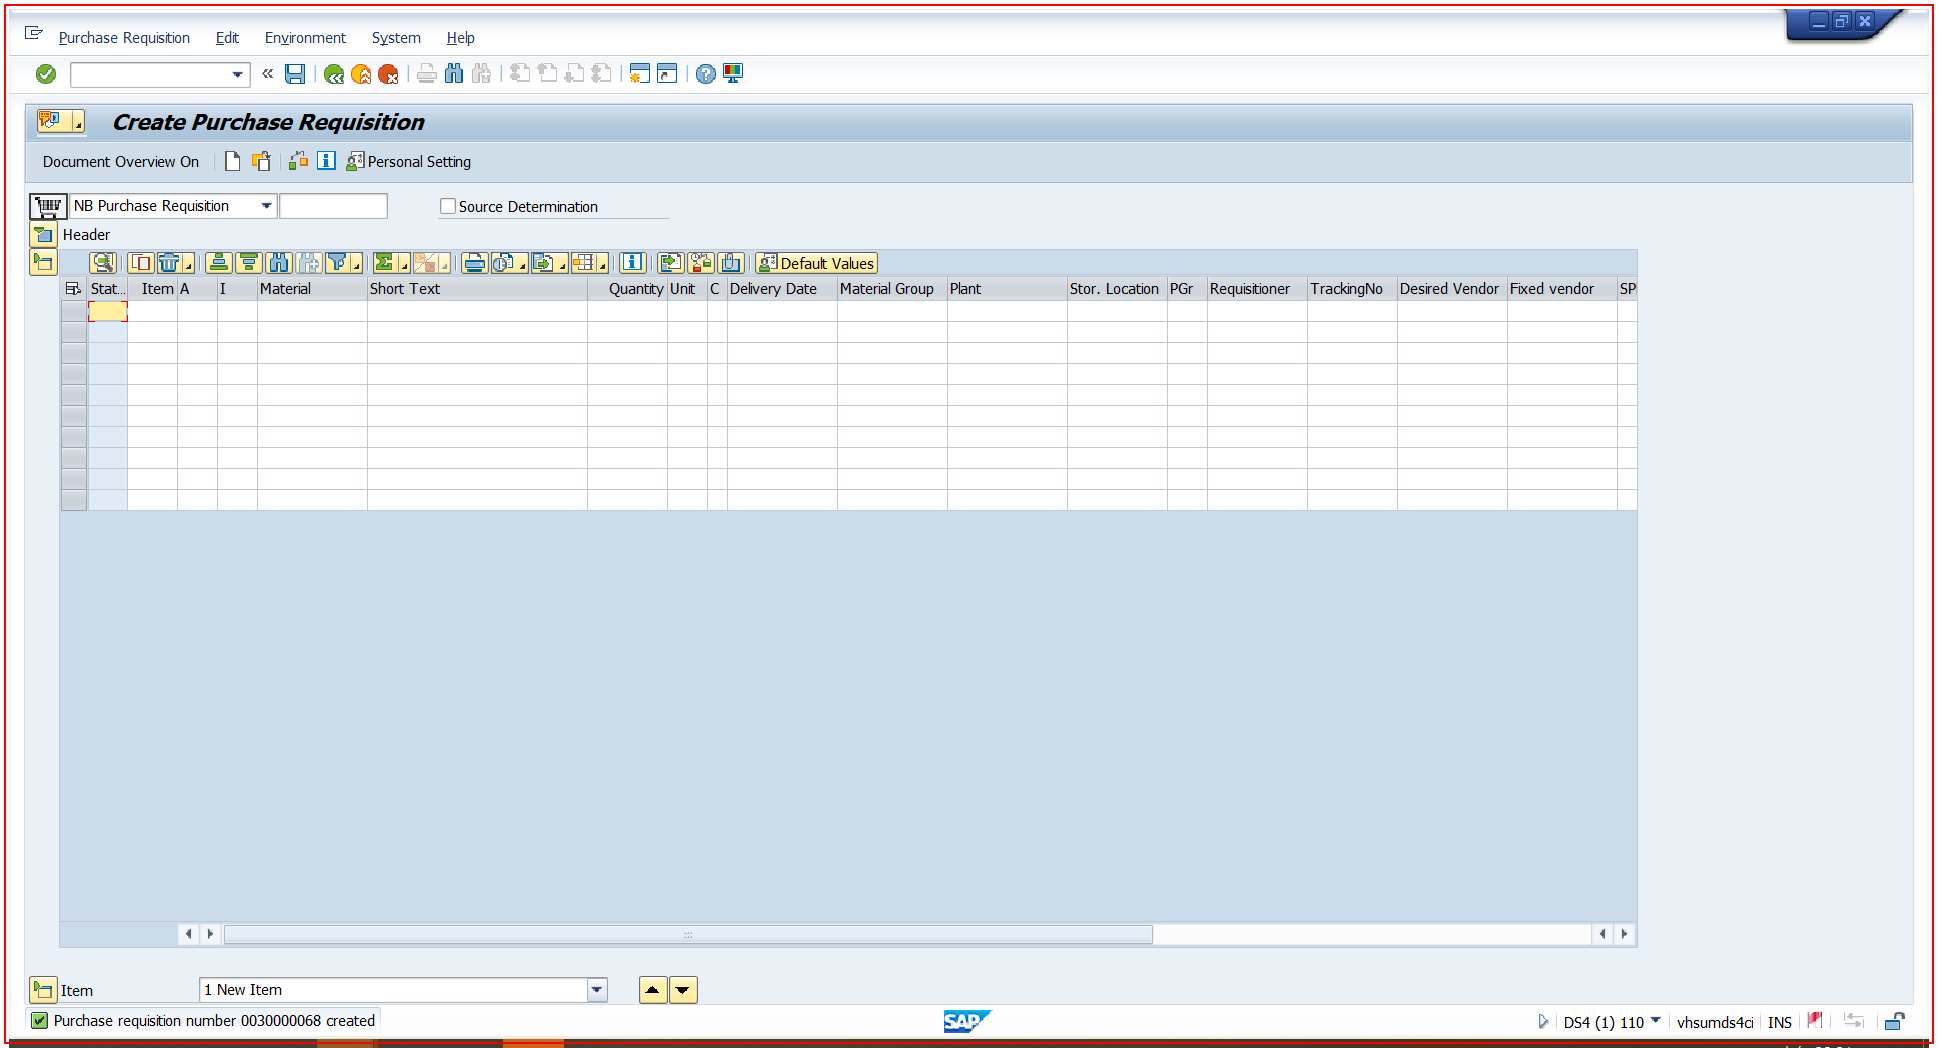 Purchase Requisition Edit Environment System Help
Create Purchase Requisition
Document Overview On Personal Setting
NB Purchase Requisition Source Determination
Header
Default Values
Stat... Item A I Material Short Text Quantity Unit C Delivery Date Material Group Plant Stor. Location PGr Requisitioner TrackingNo Desired Vendor Fixed vendor SP
Item 1 New Item
Purchase requisition number 0030000068 created SAP DS4 (1) 110 vhsumds4ci INS